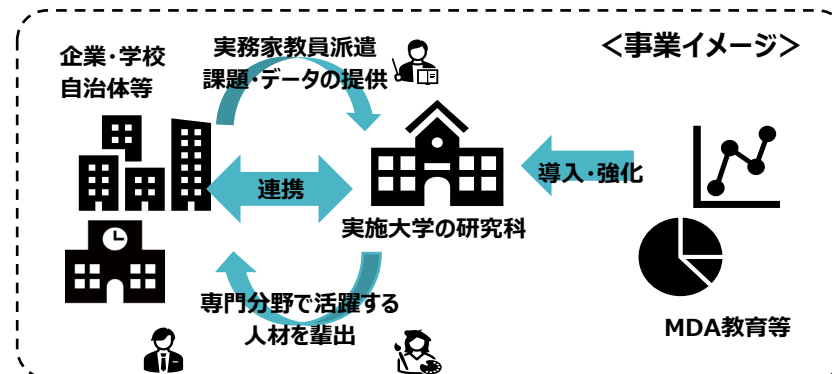 <事業イメージ>
企業・学校
自治体等
実務家教員派遣
課題・データの提供
連携
導入・強化
実施大学の研究科
専門分野で活躍する
人材を輩出
MDA教育等